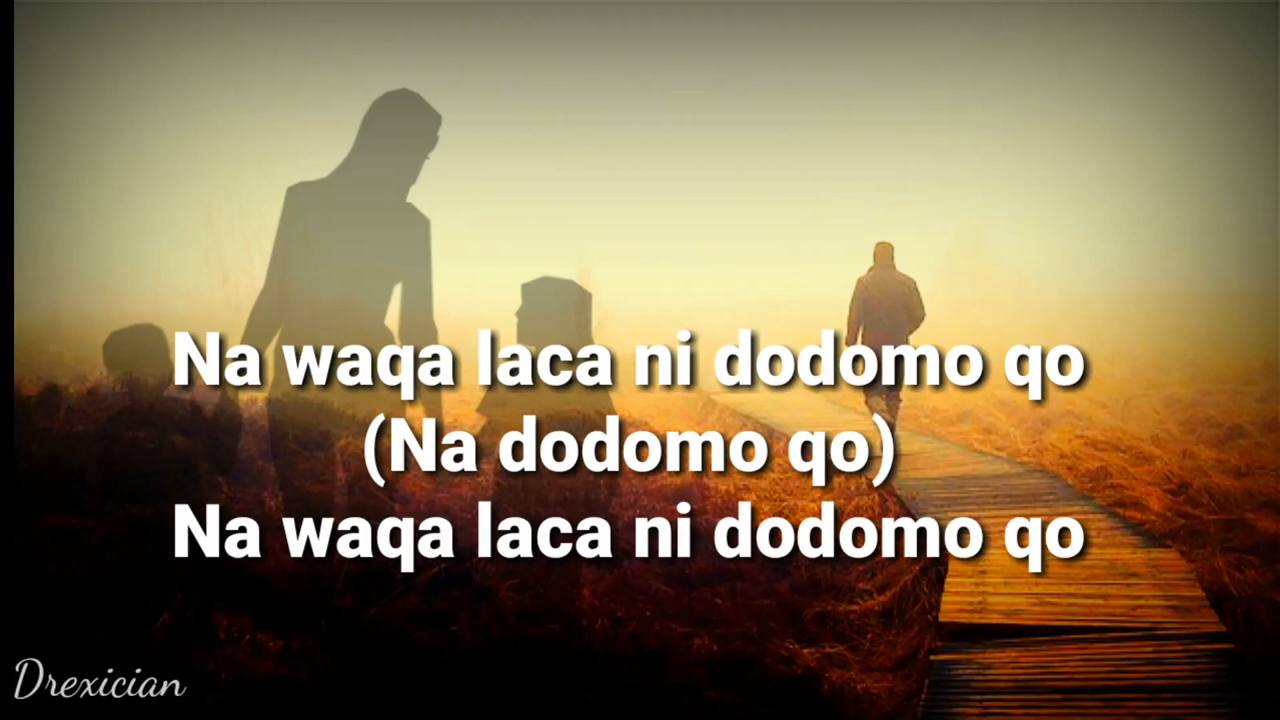 Na waqa laca ni dodomo qo
(Na dodomo qo)
Na waqa laca ni dodomo qo
Drexician